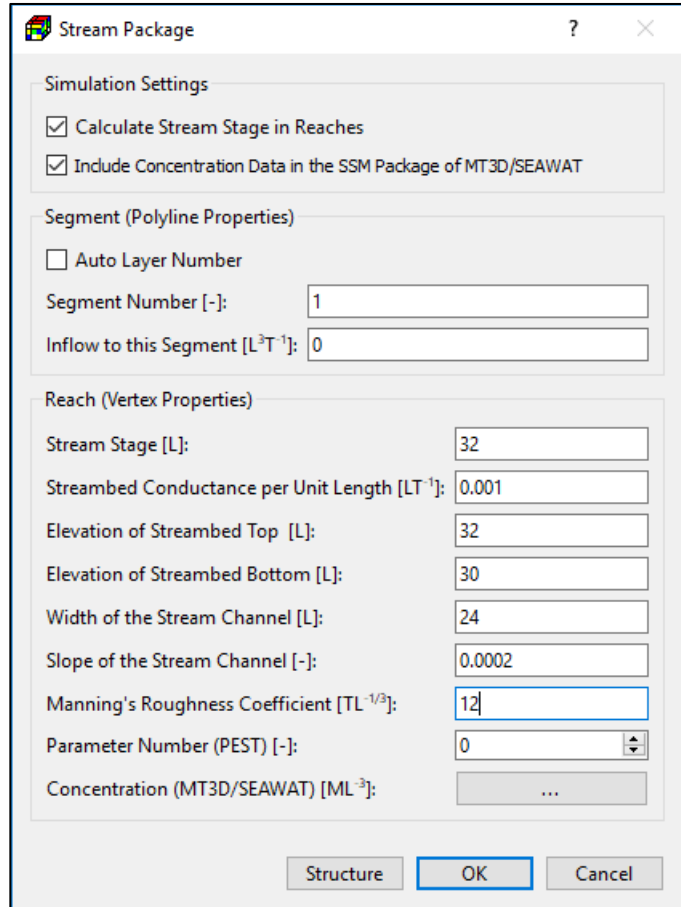 Stream Package ? ×
Simulation Settings
Calculate Stream Stage in Reaches
Include Concentration Data in the SSM Package of MT3D/SEAWAT
Segment (Polyline Properties)
Auto Layer Number
Segment Number [-]: 1
Inflow to this Segment [L³T⁻¹]: 0
Reach (Vertex Properties)
Stream Stage [L]: 32
Streambed Conductance per Unit Length [LT⁻¹]: 0.001
Elevation of Streambed Top [L]: 32
Elevation of Streambed Bottom [L]: 30
Width of the Stream Channel [L]: 24
Slope of the Stream Channel [-]: 0.0002
Manning's Roughness Coefficient [TL⁻¹/³]: 12
Parameter Number (PEST) [-]: 0
Concentration (MT3D/SEAWAT) [ML⁻³]: ...
Structure OK Cancel